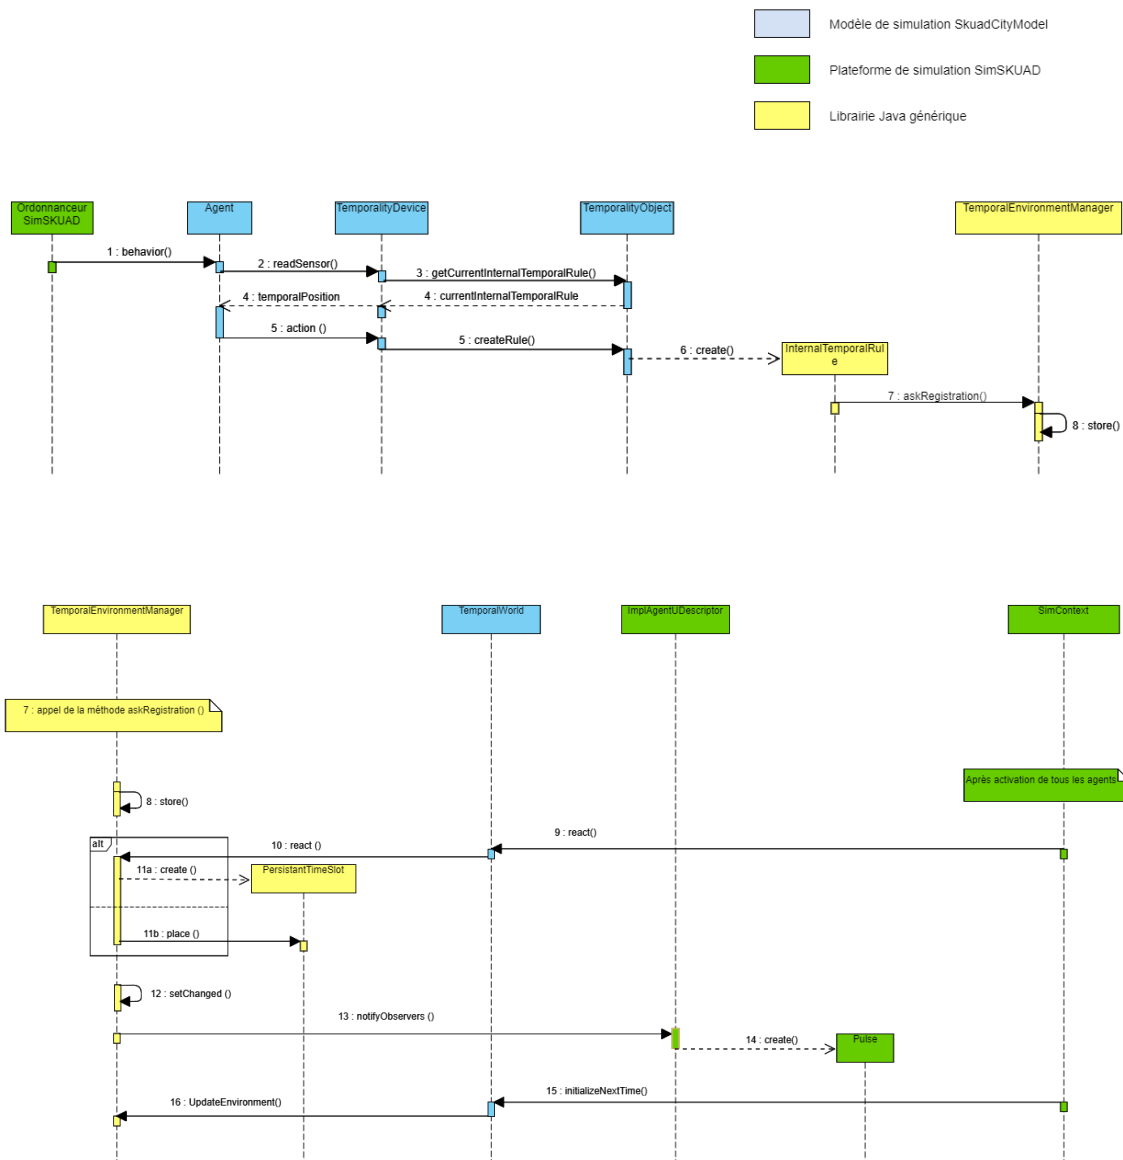 Modèle de simulation SkuadCityModel
Plateforme de simulation SimSKUAD
Librairie Java générique
Ordonnanceur
SimSKUAD
Agent
TemporalityDevice
TemporalityObject
TemporalEnvironmentManager
1 : behavior()
2 : readSensor()
3 : getCurrentInternalTemporalRule()
4 : temporalPosition
4 : currentInternalTemporalRule
5 : action ()
5 : createRule()
6 : create()
InternalTemporalRul
e
7 : askRegistration()
8 : store()
TemporalEnvironmentManager
TemporalWorld
ImplAgentUDescriptor
SimContext
7 : appel de la méthode askRegistration ()
Après activation de tous les agents
8 : store()
9 : react()
alt
10 : react ()
11a : create ()
PersistantTimeSlot
11b : place ()
12 : setChanged ()
13 : notifyObservers ()
14 : create()
Pulse
15 : initializeNextTime()
16 : UpdateEnvironment()